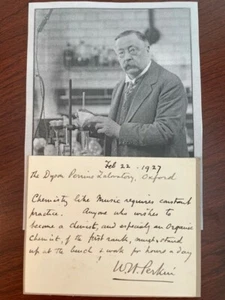 Feb 22. 1927
the Dyson Perrins Laboratory, Oxford
Chemistry like Music requires constant
practice. Anyone who wishes to
become a chemist, and especially an Organic
Chemist, of the first rank, must stand
up at the bench & work for hours a day
W. H. Perkin